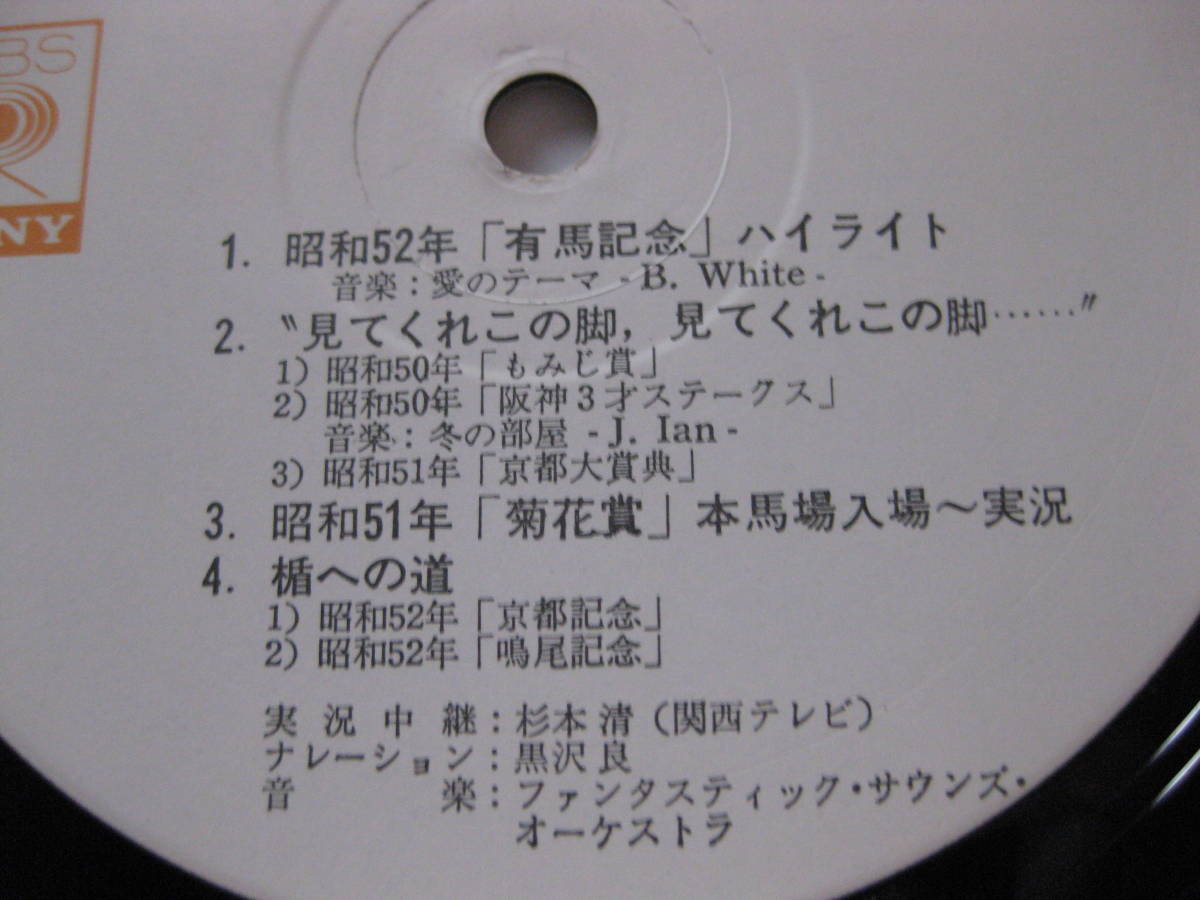 BS
NY
1. 昭和52年「有馬記念」ハイライト
音楽：愛のテーマ -B. White-
2. 〝見てくれこの脚，見てくれこの脚……〟
1) 昭和50年「もみじ賞」
2) 昭和50年「阪神3才ステークス」
音楽：冬の部屋 -J. Ian-
3) 昭和51年「京都大賞典」
3. 昭和51年「菊花賞」本馬場入場～実況
4. 楯への道
1) 昭和52年「京都記念」
2) 昭和52年「鳴尾記念」
実況中継：杉本清（関西テレビ）
ナレーション：黒沢良
音楽：ファンタスティック・サウンズ・
オーケストラ